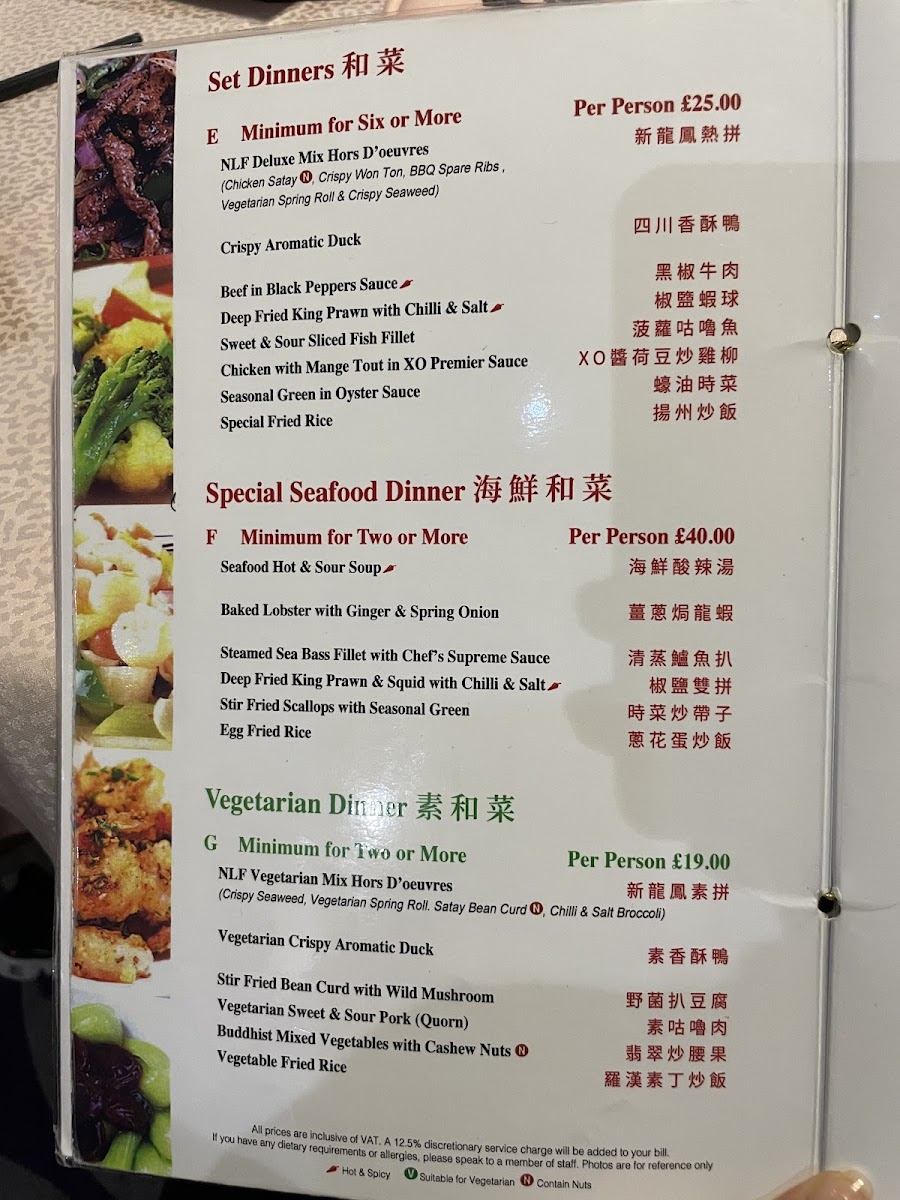 Set Dinners 和菜
E Minimum for Six or More Per Person £25.00
NLF Deluxe Mix Hors D'oeuvres 新龍鳳熱拼
(Chicken Satay N, Crispy Won Ton, BBQ Spare Ribs ,
Vegetarian Spring Roll & Crispy Seaweed)
Crispy Aromatic Duck 四川香酥鴨
Beef in Black Peppers Sauce 黑椒牛肉
Deep Fried King Prawn with Chilli & Salt 椒鹽蝦球
Sweet & Sour Sliced Fish Fillet 菠蘿咕嚕魚
Chicken with Mange Tout in XO Premier Sauce XO醬荷豆炒雞柳
Seasonal Green in Oyster Sauce 蠔油時菜
Special Fried Rice 揚州炒飯
Special Seafood Dinner 海鮮和菜
F Minimum for Two or More Per Person £40.00
Seafood Hot & Sour Soup 海鮮酸辣湯
Baked Lobster with Ginger & Spring Onion 薑蔥焗龍蝦
Steamed Sea Bass Fillet with Chef's Supreme Sauce 清蒸鱸魚扒
Deep Fried King Prawn & Squid with Chilli & Salt 椒鹽雙拼
Stir Fried Scallops with Seasonal Green 時菜炒帶子
Egg Fried Rice 蔥花蛋炒飯
Vegetarian Dinner 素和菜
G Minimum for Two or More Per Person £19.00
NLF Vegetarian Mix Hors D'oeuvres 新龍鳳素拼
(Crispy Seaweed, Vegetarian Spring Roll. Satay Bean Curd N, Chilli & Salt Broccoli)
Vegetarian Crispy Aromatic Duck 素香酥鴨
Stir Fried Bean Curd with Wild Mushroom 野菌扒豆腐
Vegetarian Sweet & Sour Pork (Quorn) 素咕嚕肉
Buddhist Mixed Vegetables with Cashew Nuts N 翡翠炒腰果
Vegetable Fried Rice 羅漢素丁炒飯
All prices are inclusive of VAT. A 12.5% discretionary service charge will be added to your bill.
If you have any dietary requirements or allergies, please speak to a member of staff. Photos are for reference only
Hot & Spicy V Suitable for Vegetarian N Contain Nuts